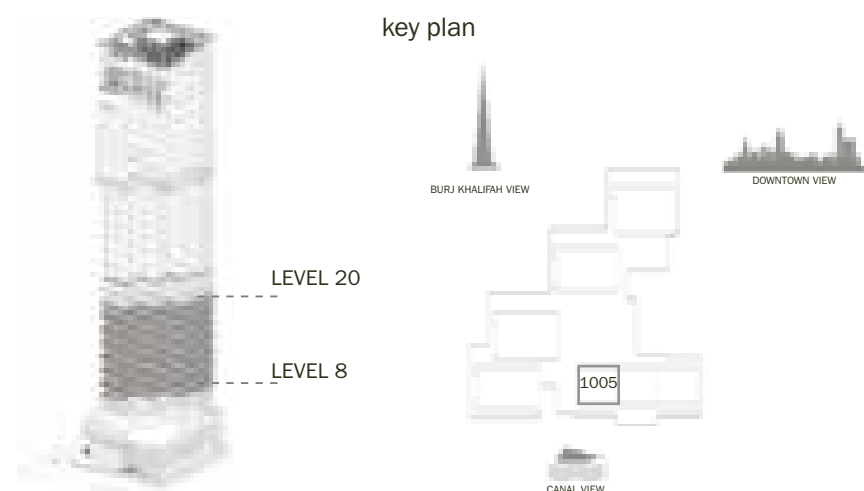 key plan
BURJ KHALIFAH VIEW
DOWNTOWN VIEW
LEVEL 20
LEVEL 8
1005
CANAL VIEW